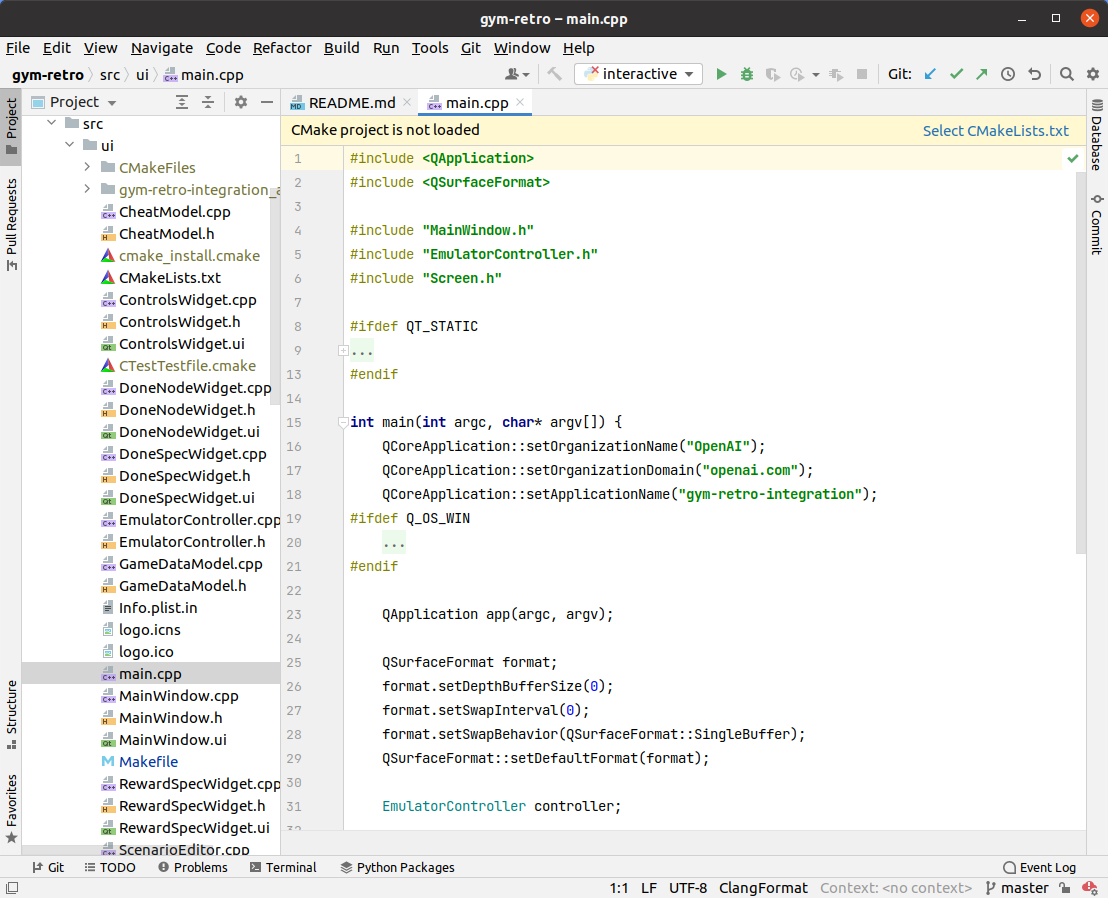 gym-retro – main.cpp
File Edit View Navigate Code Refactor Build Run Tools Git Window Help
gym-retro src ui main.cpp interactive Git:
Project README.md main.cpp
CMake project is not loaded Select CMakeLists.txt
Project
Pull Requests
Structure
Favorites
src
ui
CMakeFiles
gym-retro-integration_a
CheatModel.cpp
CheatModel.h
cmake_install.cmake
CMakeLists.txt
ControlsWidget.cpp
ControlsWidget.h
ControlsWidget.ui
CTestTestfile.cmake
DoneNodeWidget.cpp
DoneNodeWidget.h
DoneNodeWidget.ui
DoneSpecWidget.cpp
DoneSpecWidget.h
DoneSpecWidget.ui
EmulatorController.cpp
EmulatorController.h
GameDataModel.cpp
GameDataModel.h
Info.plist.in
logo.icns
logo.ico
main.cpp
MainWindow.cpp
MainWindow.h
MainWindow.ui
Makefile
RewardSpecWidget.cpp
RewardSpecWidget.h
RewardSpecWidget.ui
ScenarioEditor.cpp
1 #include <QApplication>
2 #include <QSurfaceFormat>
3
4 #include "MainWindow.h"
5 #include "EmulatorController.h"
6 #include "Screen.h"
7
8 #ifdef QT_STATIC
9 ...
13 #endif
14
15 int main(int argc, char* argv[]) {
16 QCoreApplication::setOrganizationName("OpenAI");
17 QCoreApplication::setOrganizationDomain("openai.com");
18 QCoreApplication::setApplicationName("gym-retro-integration");
19 #ifdef Q_OS_WIN
20 ...
21 #endif
22
23 QApplication app(argc, argv);
24
25 QSurfaceFormat format;
26 format.setDepthBufferSize(0);
27 format.setSwapInterval(0);
28 format.setSwapBehavior(QSurfaceFormat::SingleBuffer);
29 QSurfaceFormat::setDefaultFormat(format);
30
31 EmulatorController controller;
32
Database
Commit
Git TODO Problems Terminal Python Packages Event Log
1:1 LF UTF-8 ClangFormat Context: <no context> master